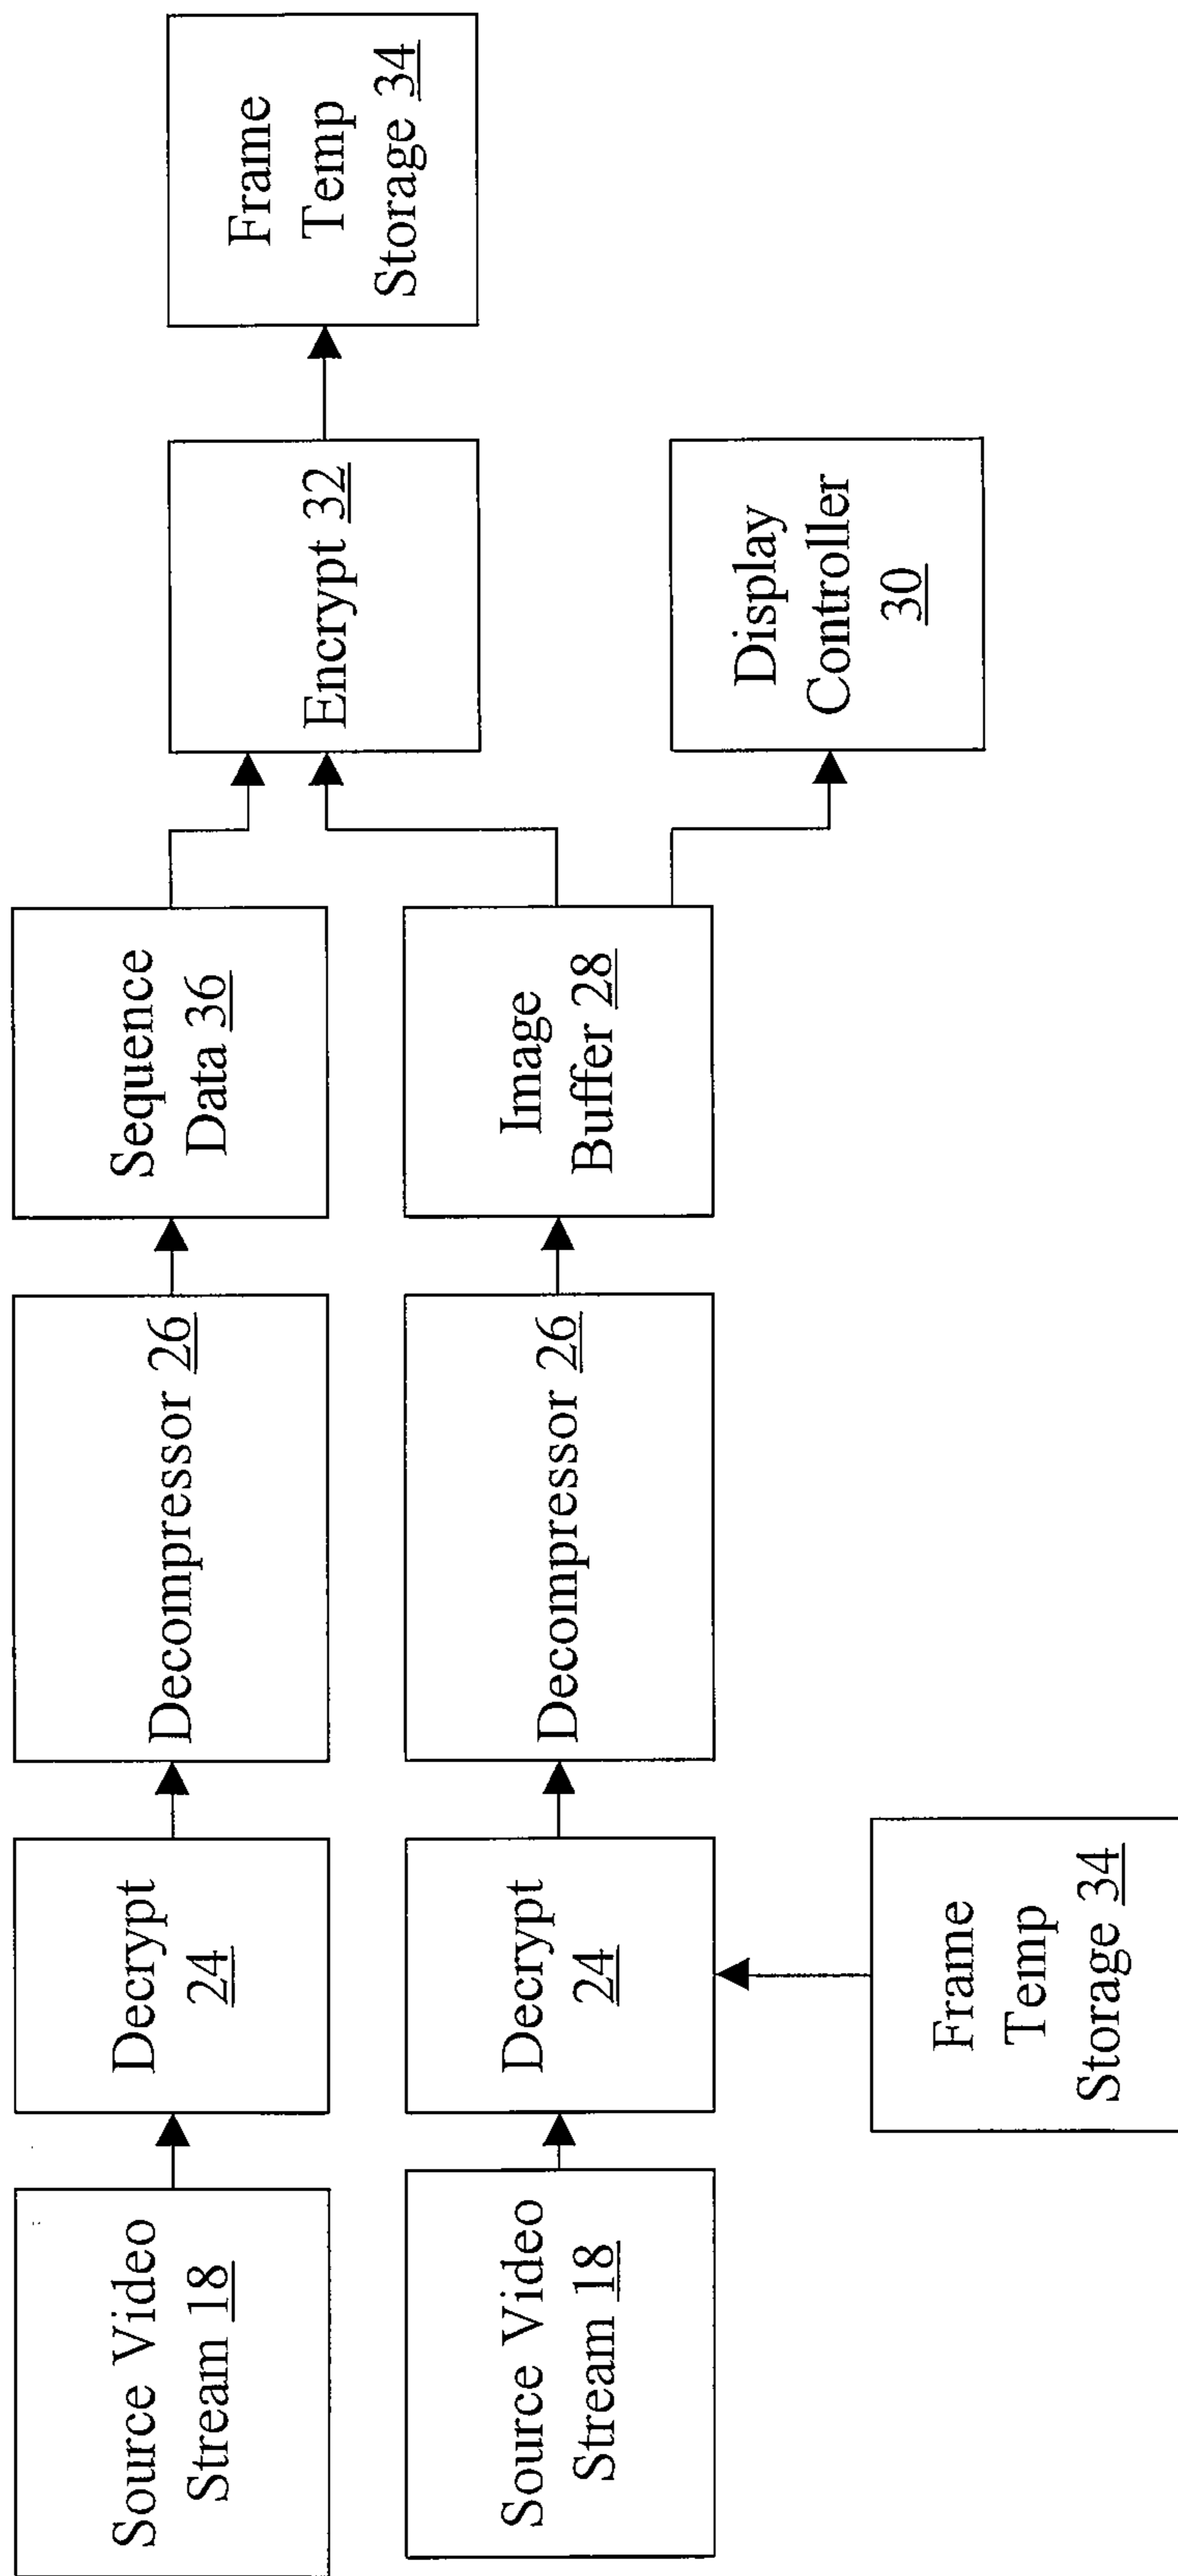 Source Video
Stream 18
Decrypt
24
Decompressor 26
Sequence
Data 36
Encrypt 32
Frame
Temp
Storage 34
Source Video
Stream 18
Decrypt
24
Decompressor 26
Image
Buffer 28
Display
Controller
30
Frame
Temp
Storage 34